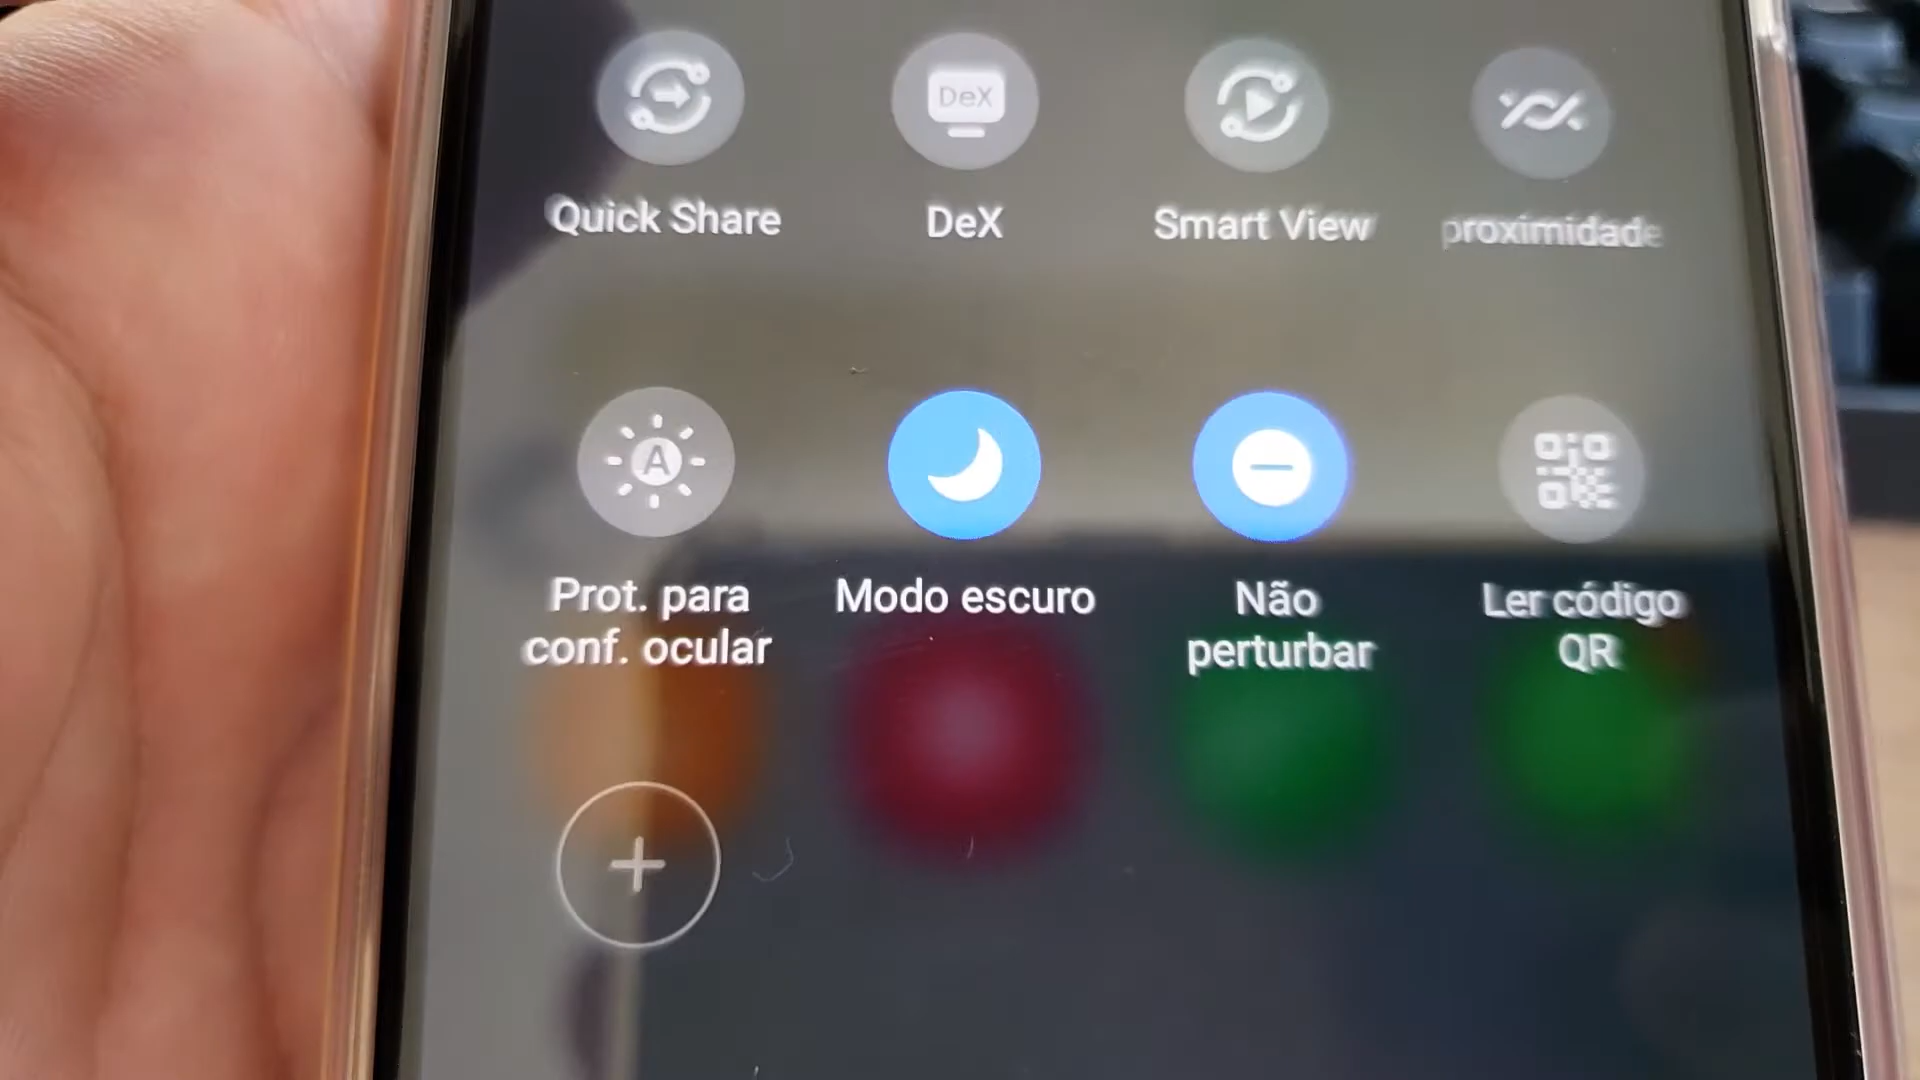 DeX
Quick Share
DeX
Smart View
proximidade
A
Prot. para
conf. ocular
Modo escuro
Não
perturbar
Ler código
QR